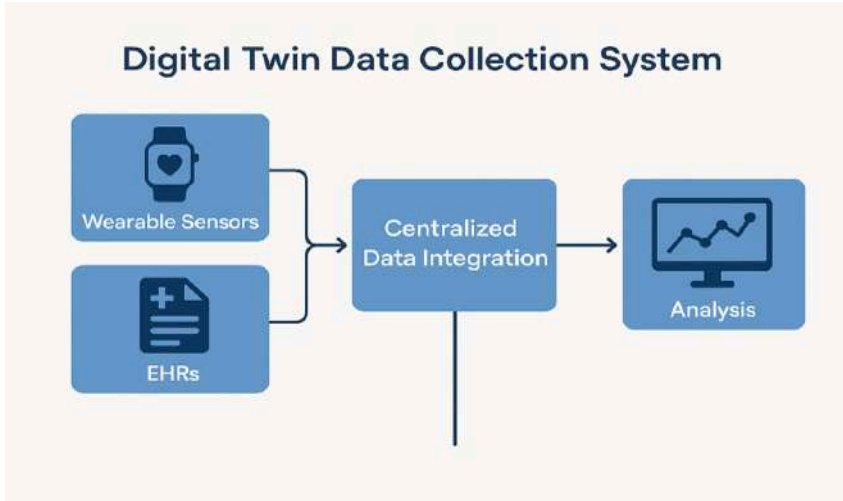 Digital Twin Data Collection System
Wearable Sensors
EHRs
Centralized
Data Integration
Analysis